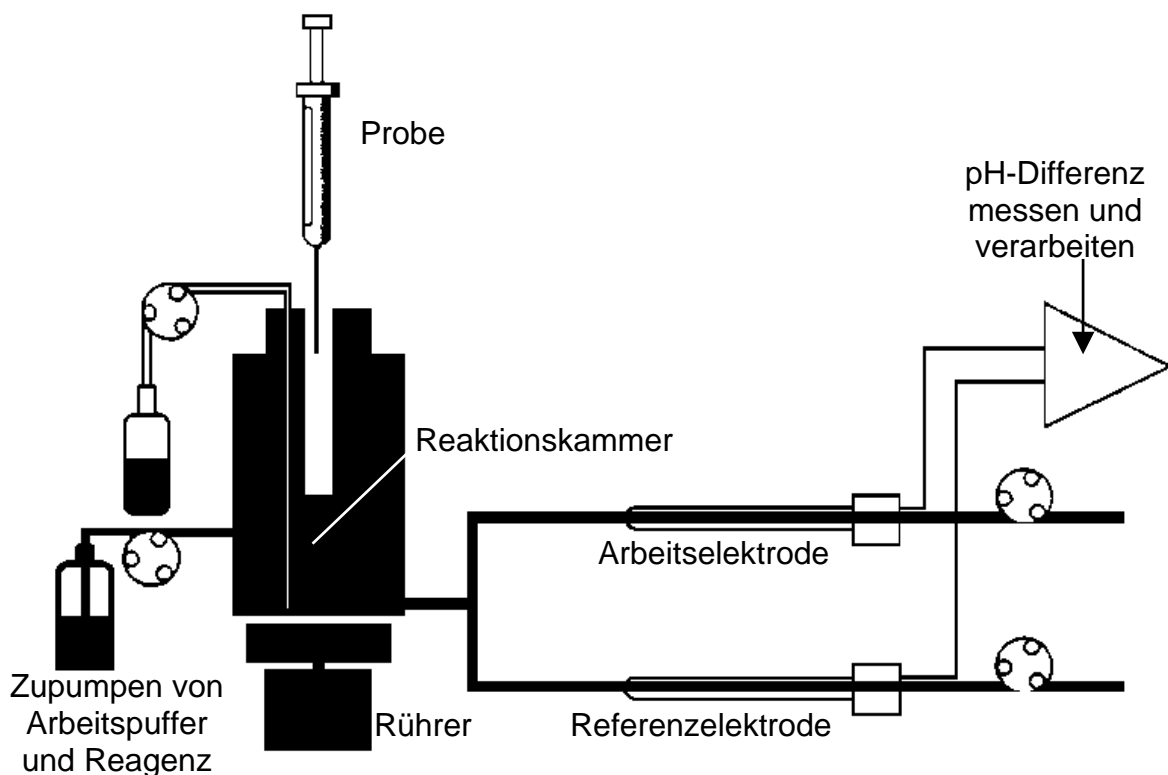 Probe
pH-Differenz
messen und
verarbeiten
Reaktionskammer
Arbeitselektrode
Zupumpen von
Arbeitspuffer
und Reagenz
Rührer
Referenzelektrode